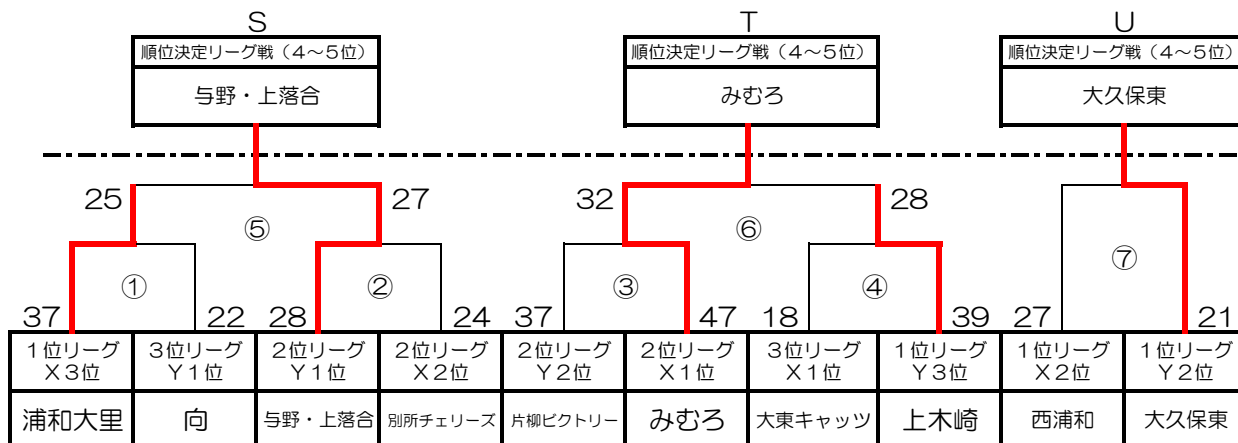 S T U
順位決定リーグ戦（4～5位） 順位決定リーグ戦（4～5位） 順位決定リーグ戦（4～5位）
与野・上落合 みむろ 大久保東
25 27 32 28
⑤ ⑥
① ② ③ ④ ⑦
37 22 28 24 37 47 18 39 27 21
1位リーグ 3位リーグ 2位リーグ 2位リーグ 2位リーグ 2位リーグ 3位リーグ 1位リーグ 1位リーグ 1位リーグ
X3位 Y1位 Y1位 X2位 Y2位 X1位 X1位 Y3位 X2位 Y2位
浦和大里 向 与野・上落合 別所チェリーズ 片柳ビクトリー みむろ 大東キャッツ 上木崎 西浦和 大久保東